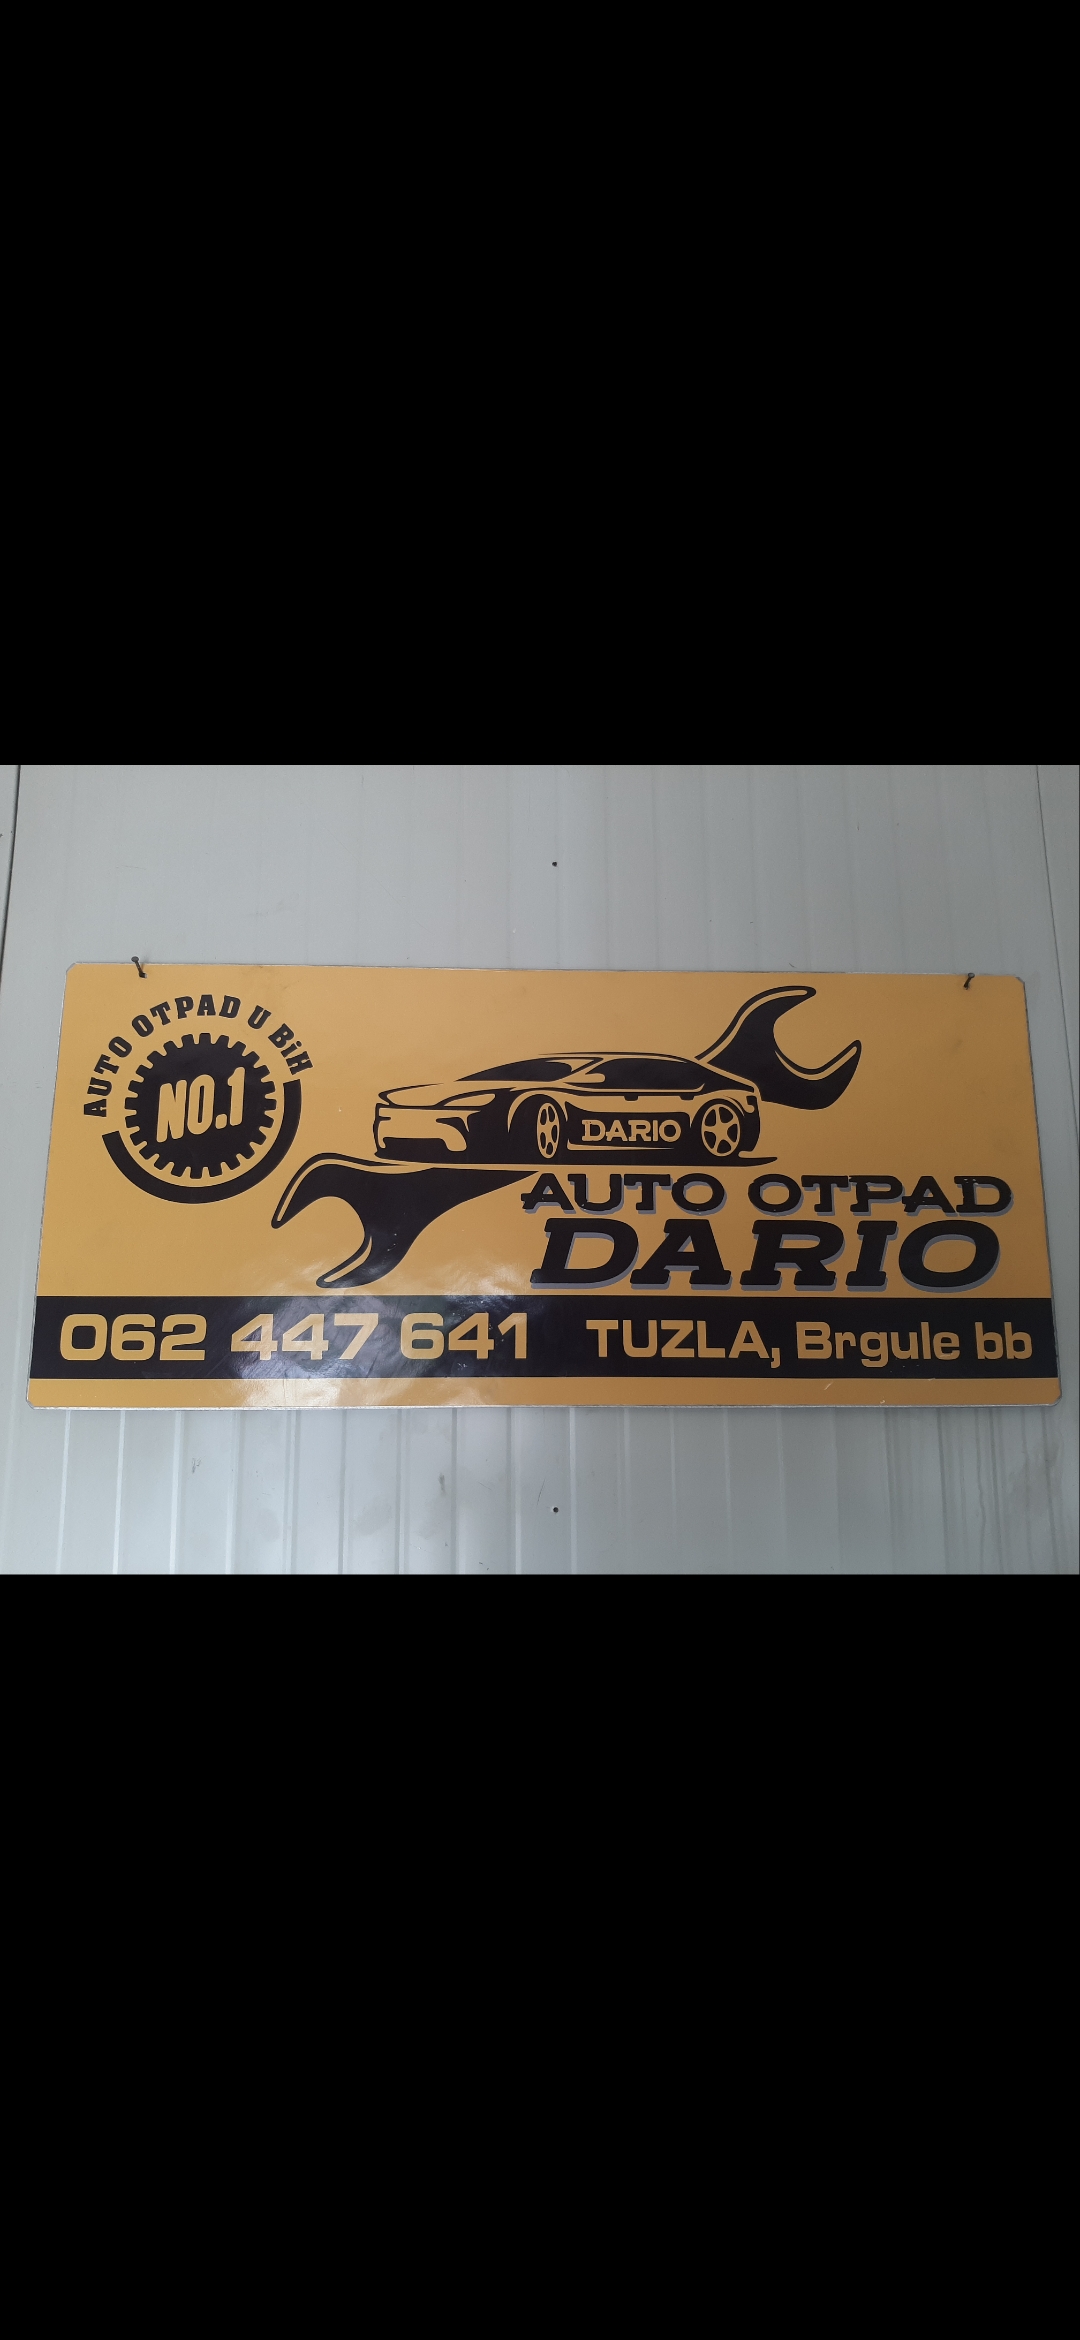 AUTO OTPAD U BiH
NO.1
DARIO
AUTO OTPAD
DARIO
062 447 641 TUZLA, Brgule bb